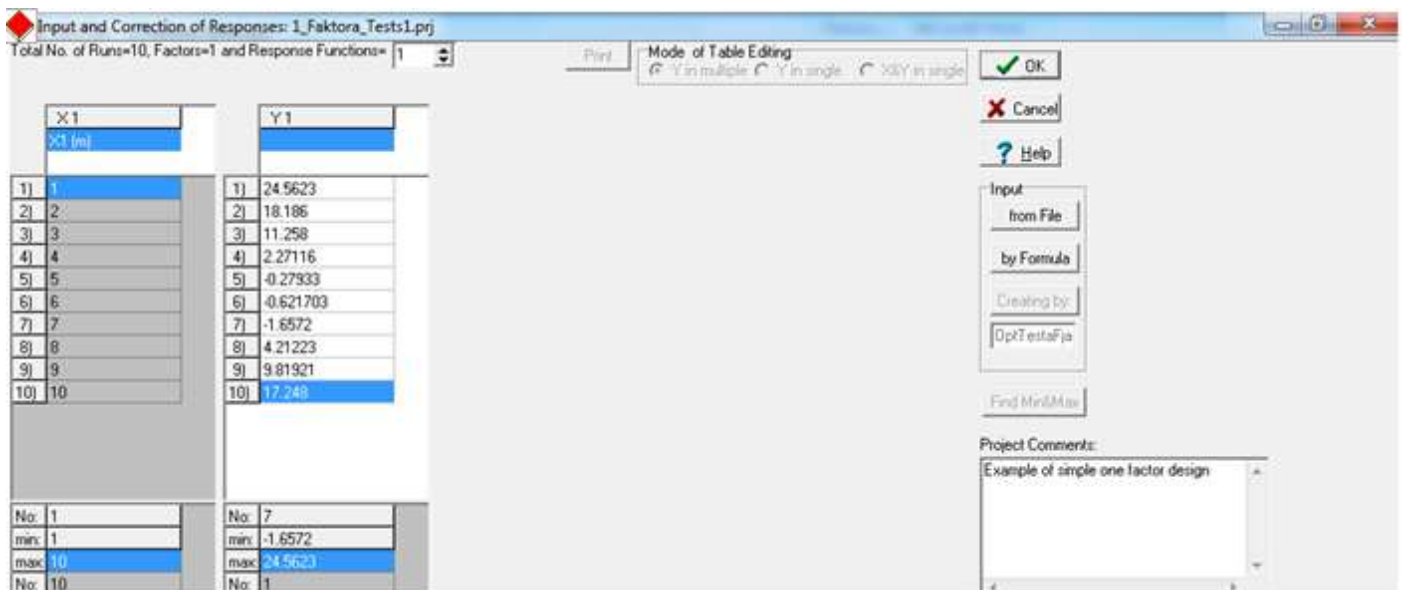 Input and Correction of Responses: 1_Faktora_Tests1.prj
Total No. of Runs=10, Factors=1 and Response Functions= 1
Print
Mode of Table Editing
Y in multiple Y in single X&Y in single
OK
Cancel
Help
X1
X1 (m)
1) 1
2) 2
3) 3
4) 4
5) 5
6) 6
7) 7
8) 8
9) 9
10) 10
No: 1
min: 1
max: 10
No: 10
Y1
1) 24.5623
2) 18.186
3) 11.258
4) 2.27116
5) -0.27933
6) -0.621703
7) -1.6572
8) 4.21223
9) 9.81921
10) 17.248
No: 7
min: -1.6572
max: 24.5623
No: 1
Input
from File
by Formula
Creating by:
OptTestaFja
Find Min&Max
Project Comments:
Example of simple one factor design